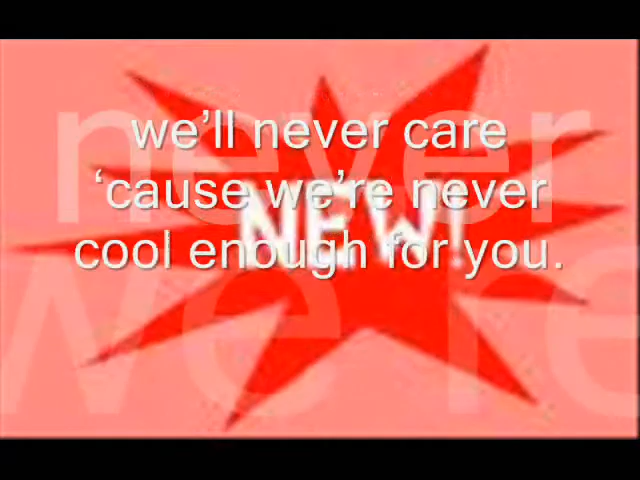 never
we'll never care
‘cause we're never
NEW!
cool enough for you.
we're